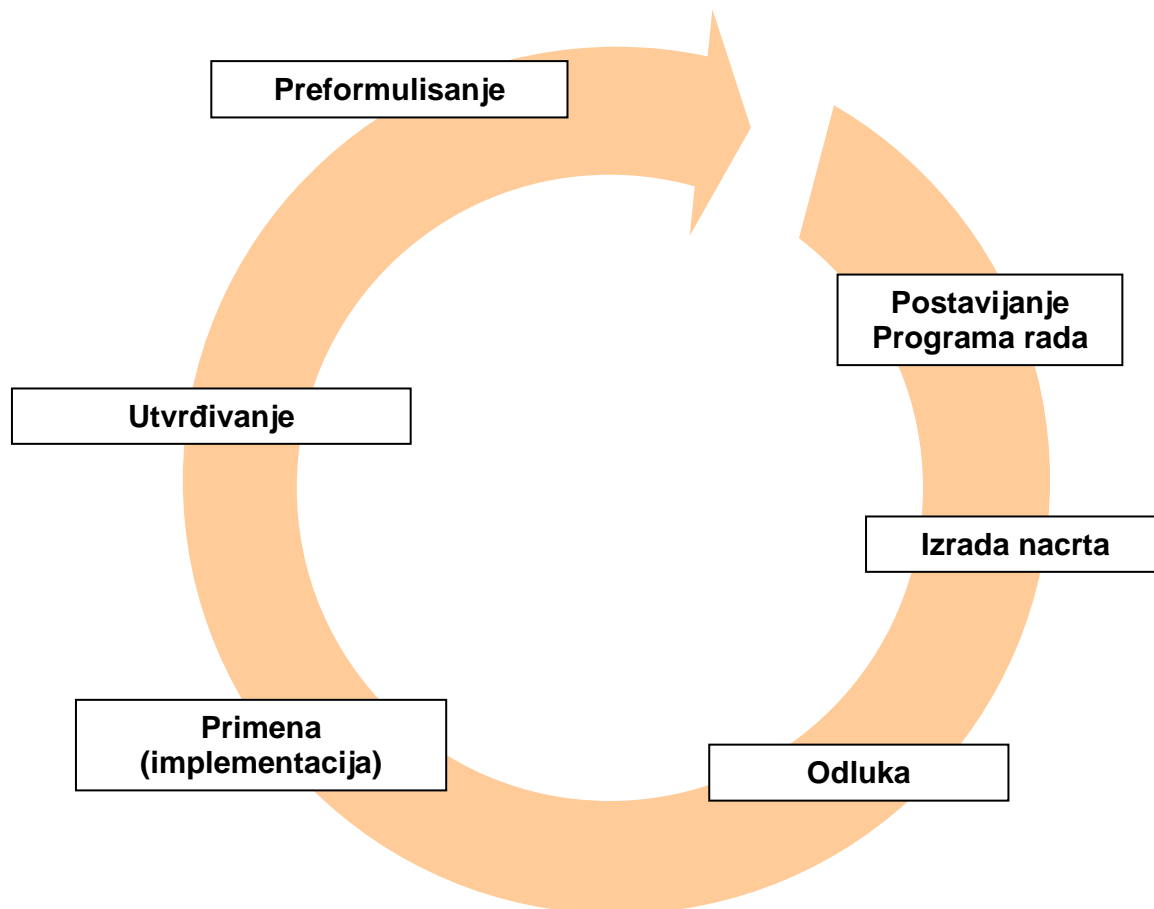 Preformulisanje
Postavijanje
Programa rada
Utvrđivanje
Izrada nacrta
Primena
(implementacija)
Odluka